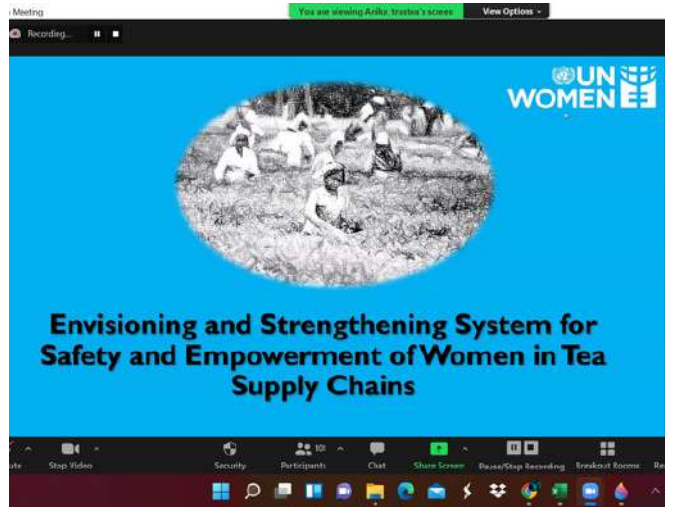 Meeting
You are viewing Arika_trustea's screen
View Options
Recording...
UN
WOMEN
Envisioning and Strengthening System for
Safety and Empowerment of Women in Tea
Supply Chains
Stop Video
Security
Participants
Chat
Share Screen
Pause/Stop Recording
Breakout Rooms